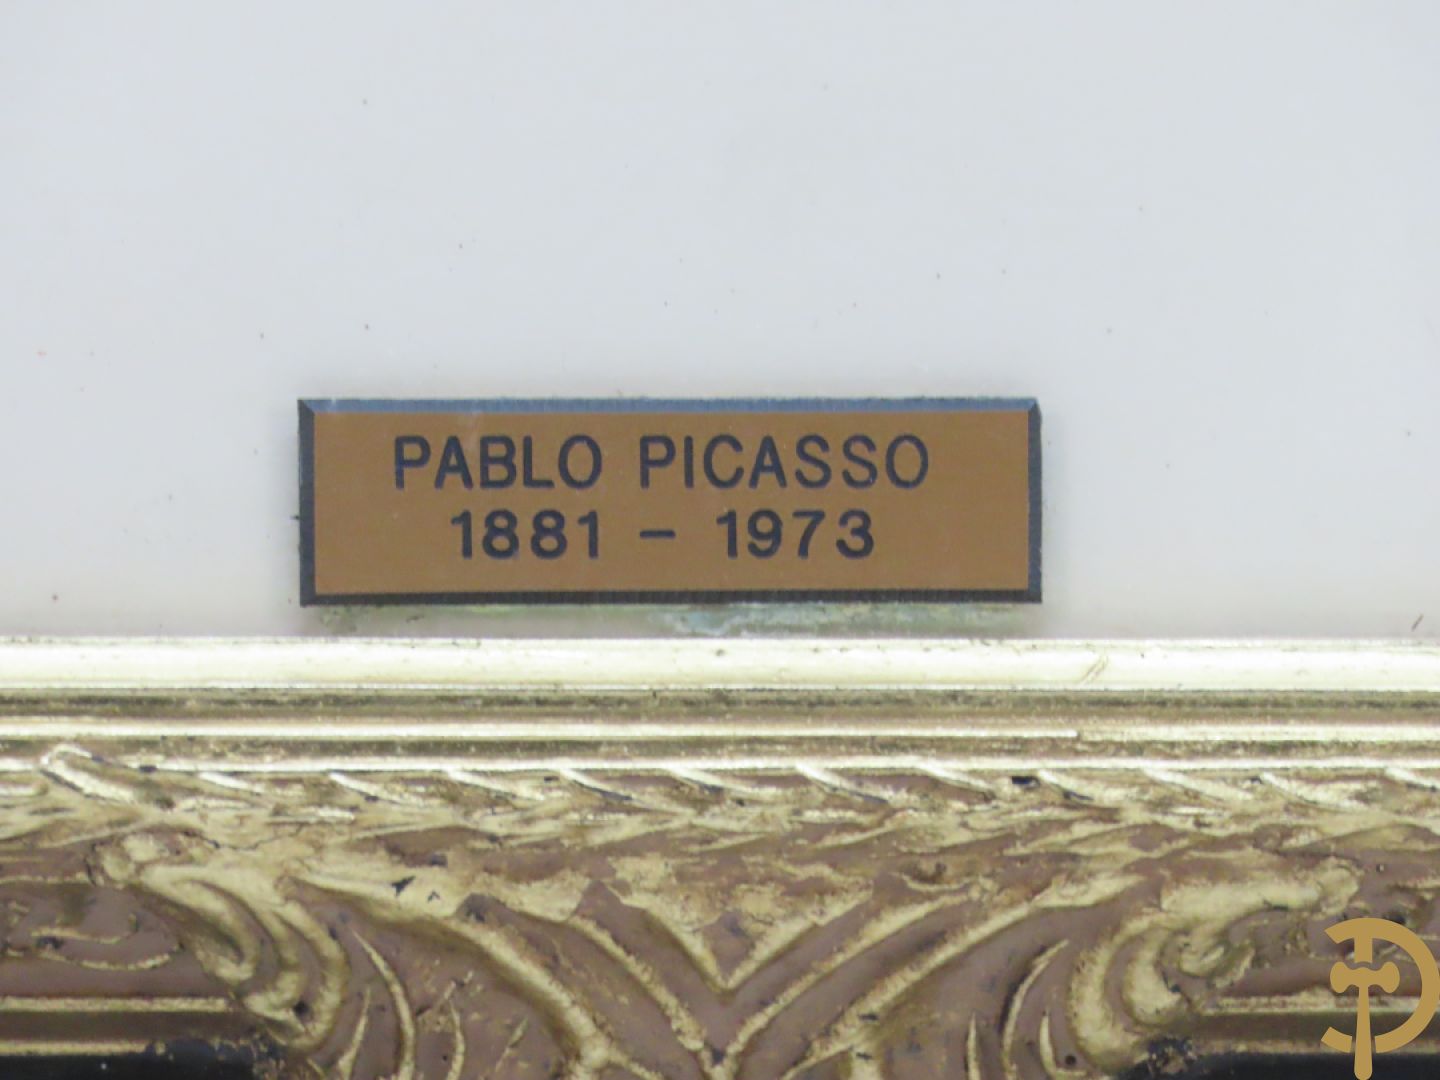 PABLO PICASSO
1881 - 1973